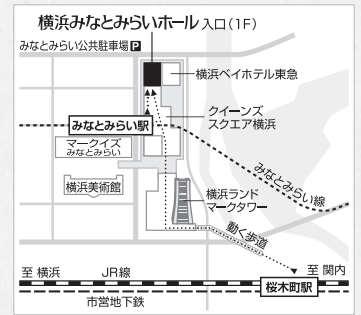 横浜みなとみらいホール 入口(1F)
みなとみらい公共駐車場 P
横浜ベイホテル東急
クイーンズ
スクエア横浜
みなとみらい駅
マークイズ
みなとみらい
みなとみらい線
横浜美術館
横浜ランド
マークタワー
動く歩道
至 横浜
JR線
至 関内
桜木町駅
市営地下鉄